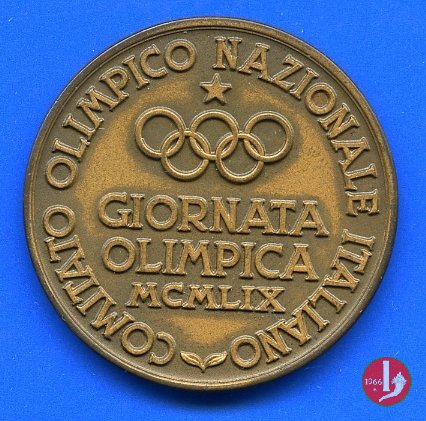 COMITATO OLIMPICO NAZIONALE ITALIANO
GIORNATA
OLIMPICA
MCMLIX
1966